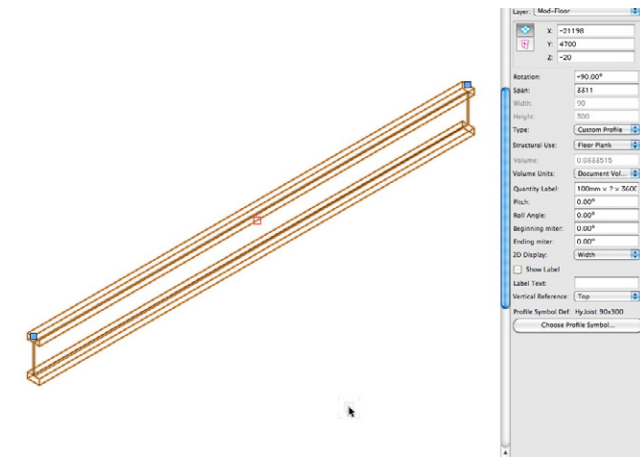 Layer: Mod-Floor
X: -21198
Y: 4700
Z: -20
Rotation: -90.00°
Span: 3311
Width: 90
Height: 300
Type: Custom Profile
Structural Use: Floor Plank
Volume: 0.0333515
Volume Units: Document Vol...
Quantity Label: 100mm x ? x 3600
Pitch: 0.00°
Roll Angle: 0.00°
Beginning miter: 0.00°
Ending miter: 0.00°
2D Display: Width
Show Label
Label Text:
Vertical Reference: Top
Profile Symbol Def: HyJoist 90x300
Choose Profile Symbol...